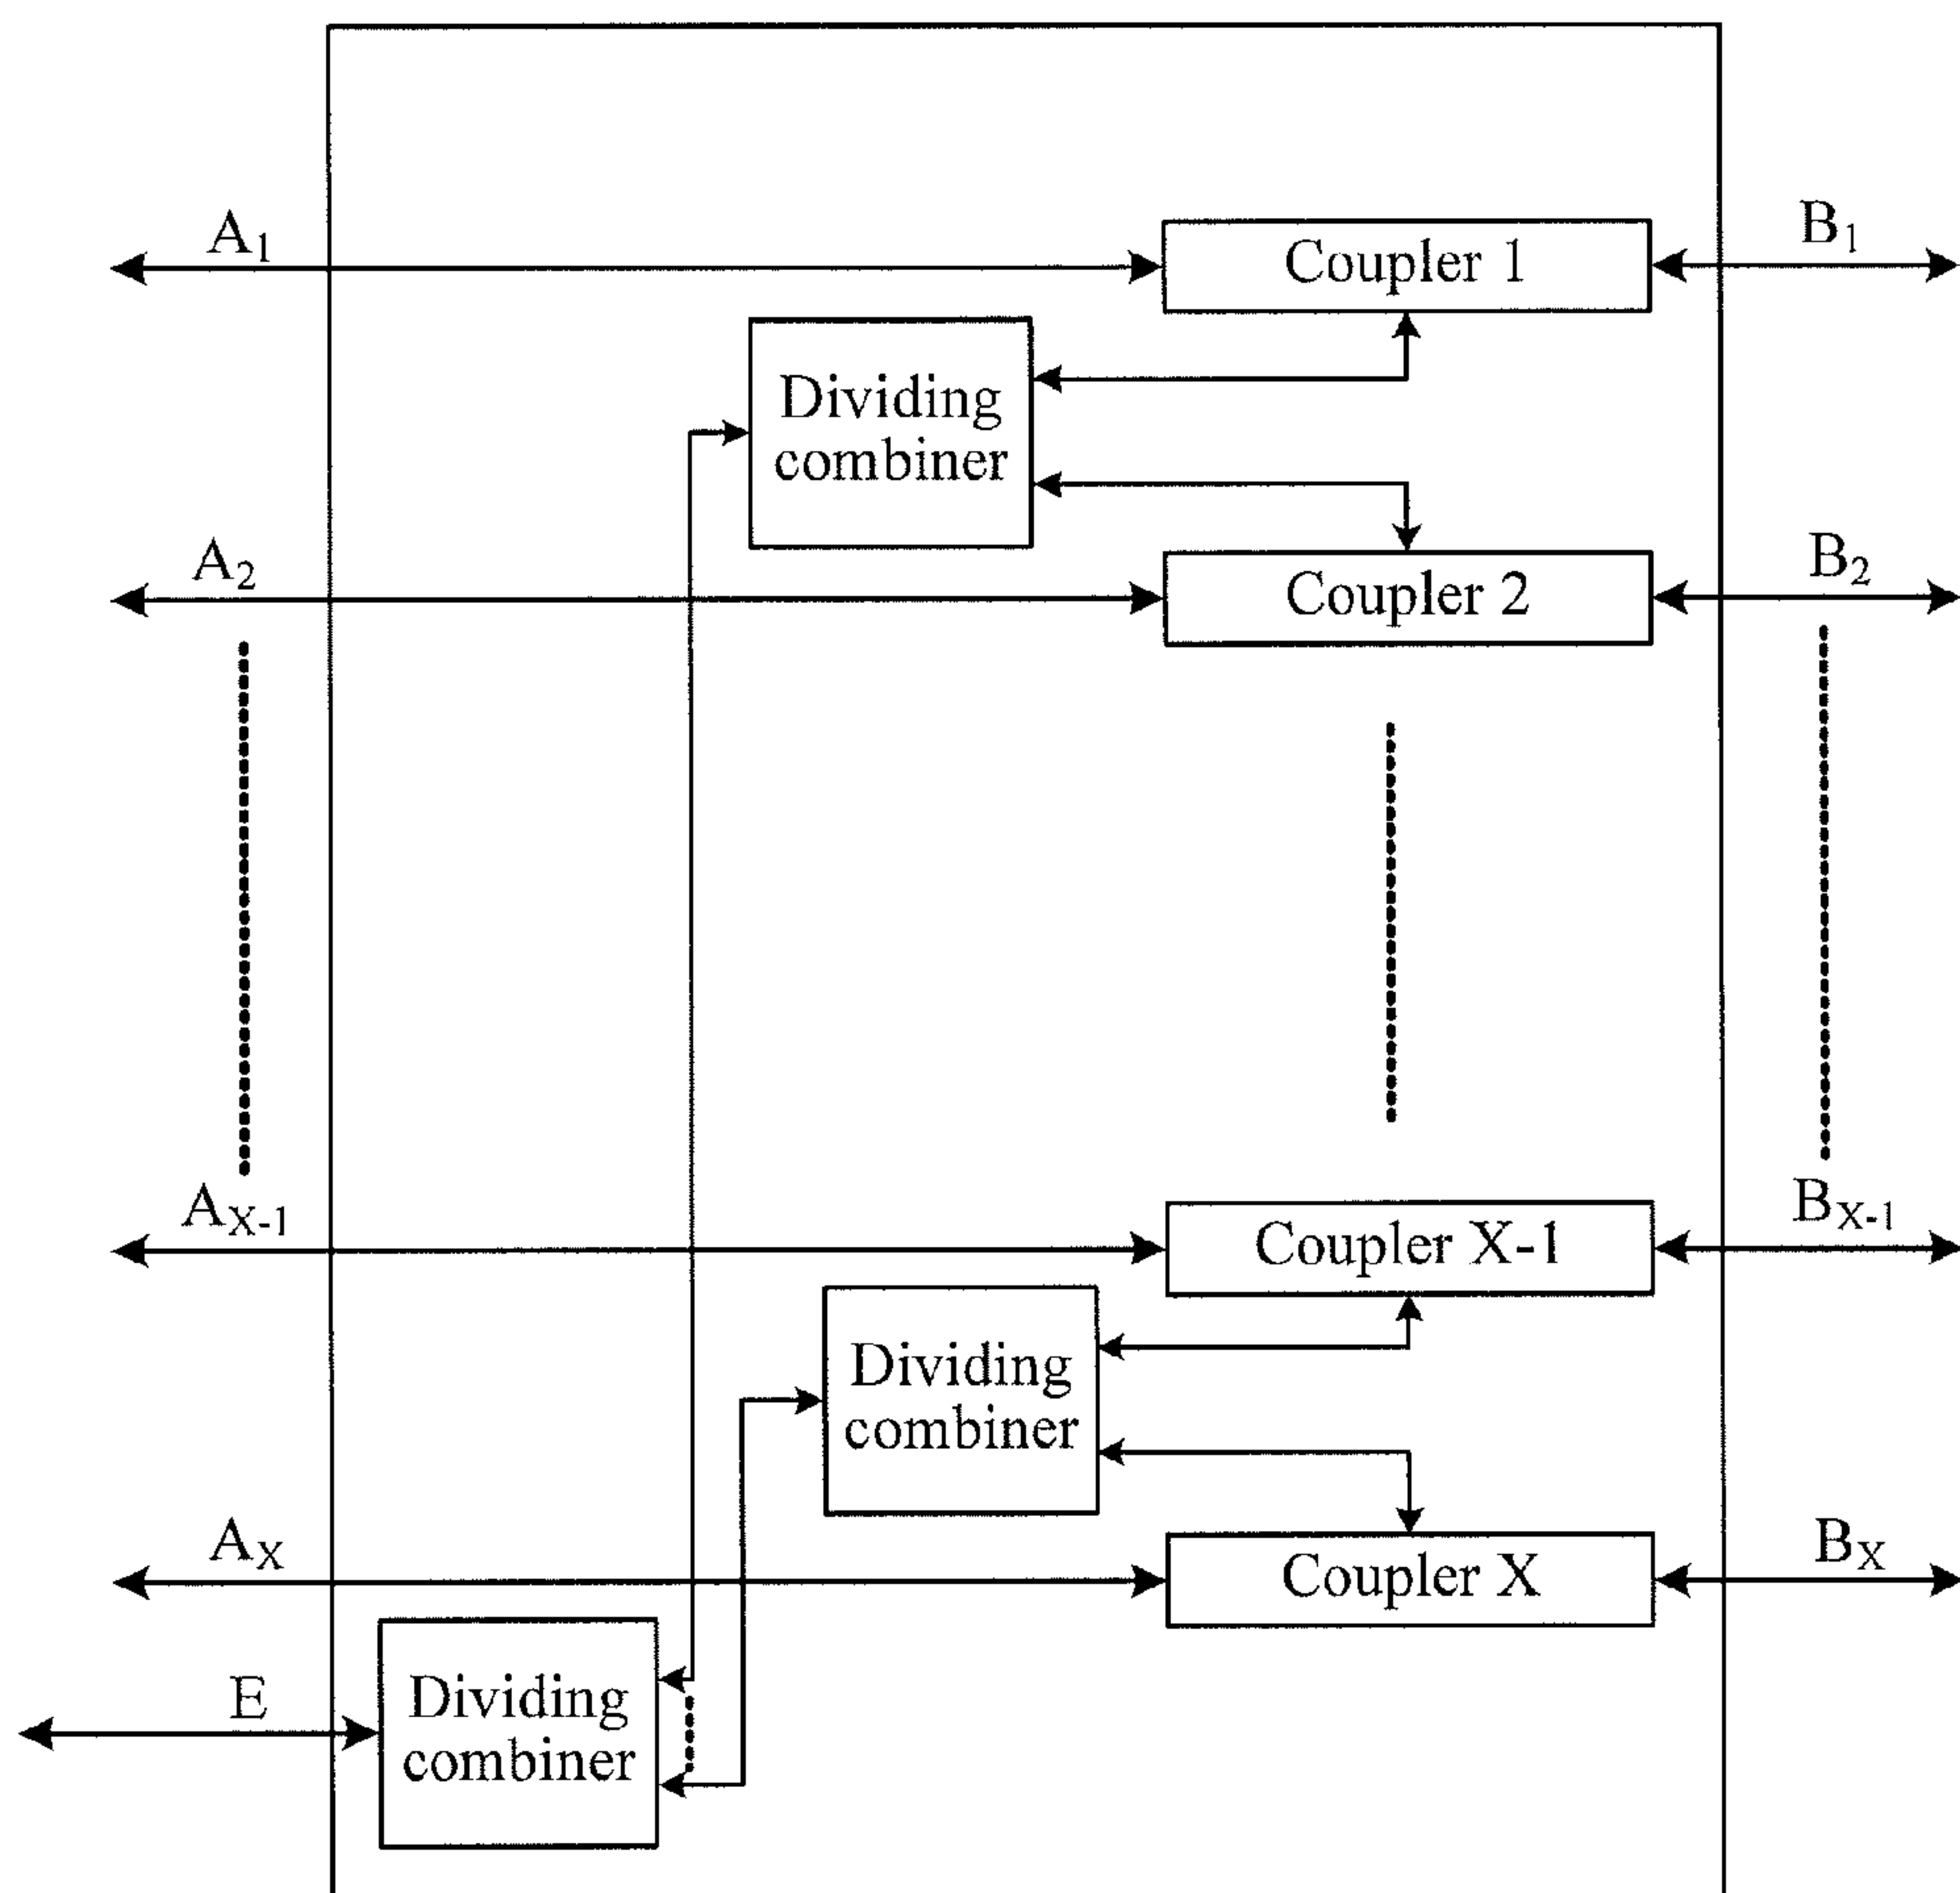 A₁
Coupler 1
B₁
Dividing
combiner
A₂
Coupler 2
B₂
Aₓ₋₁
Coupler X-1
Bₓ₋₁
Dividing
combiner
Aₓ
Coupler X
Bₓ
E
Dividing
combiner